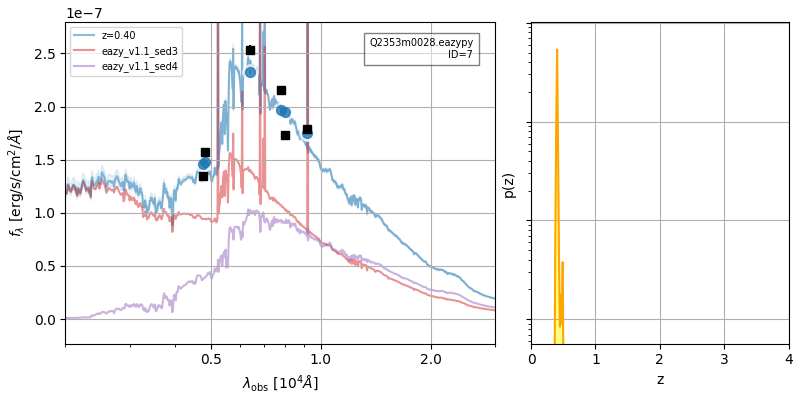 1e−7
z=0.40
eazy_v1.1_sed3
eazy_v1.1_sed4
Q2353m0028.eazypy
ID=7
2.5
2.0
1.5
1.0
0.5
0.0
fλ [erg/s/cm²/Å]
0.5 1.0 2.0
λobs [10⁴Å]
p(z)
0 1 2 3 4
z